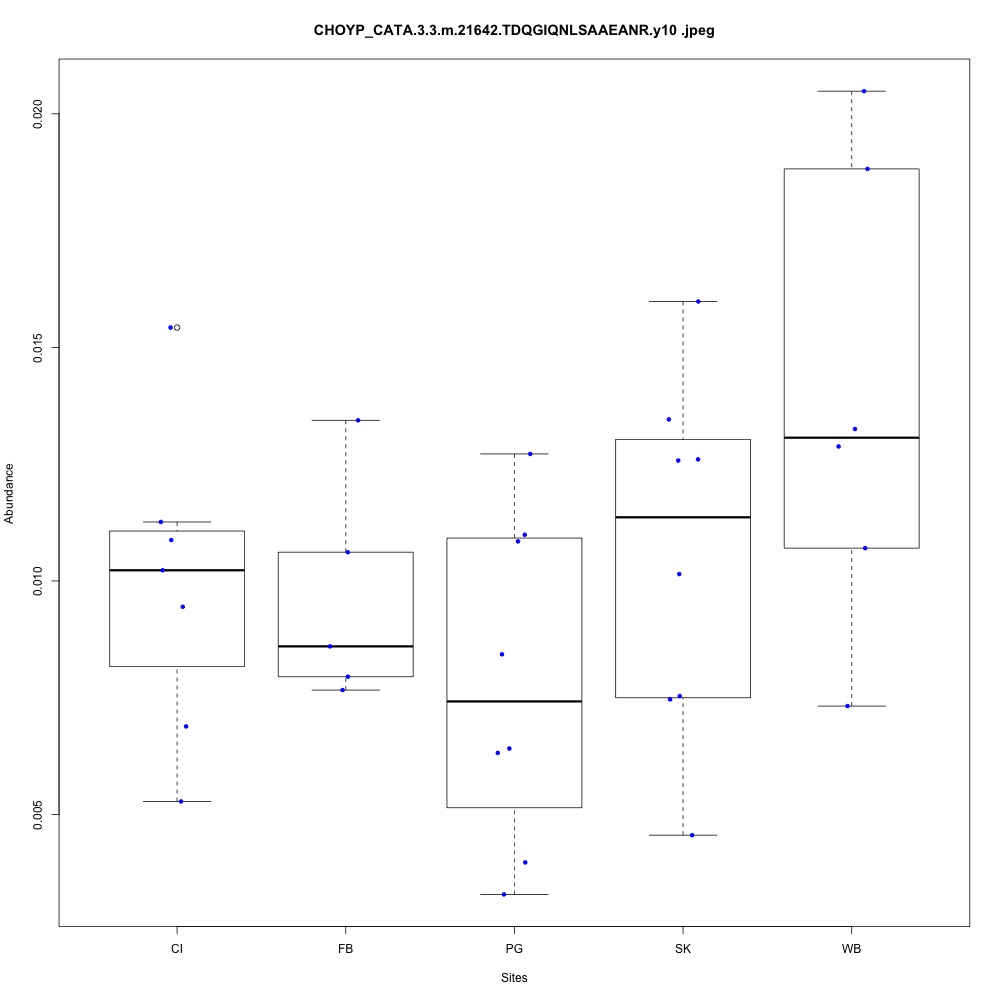 CHOYP_CATA.3.3.m.21642.TDQGIQNLSAAEANR.y10 .jpeg
0.020
0.015
0.010
0.005
Abundance
CI FB PG SK WB
Sites